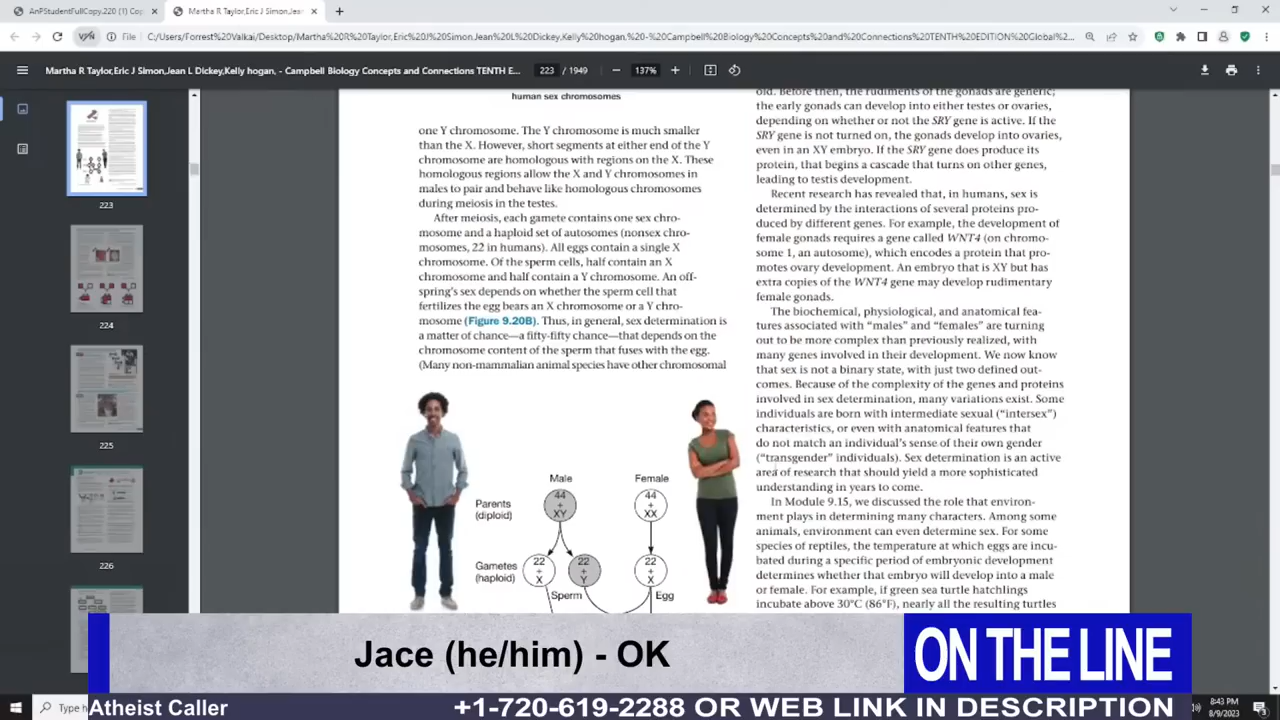 AnPStudentFullCopy.220 (1) Cop
Martha R Taylor,Eric J Simon,Jean
File
C:/Users/Forrest%20Valkai/Desktop/Martha%20R%20Taylor,Eric%20J%20Simon,Jean%20L%20Dickey,Kelly%20hogan,%20-%20Campbell%20Biology%20Concepts%20and%20Connections%20TENTH%20EDITION%20Global%20...
Martha R Taylor,Eric J Simon,Jean L Dickey,Kelly hogan, - Campbell Biology Concepts and Connections TENTH E...
223 / 1949
137%
223
224
225
226
human sex chromosomes
one Y chromosome. The Y chromosome is much smaller
than the X. However, short segments at either end of the Y
chromosome are homologous with regions on the X. These
homologous regions allow the X and Y chromosomes in
males to pair and behave like homologous chromosomes
during meiosis in the testes.
After meiosis, each gamete contains one sex chro-
mosome and a haploid set of autosomes (nonsex chro-
mosomes, 22 in humans). All eggs contain a single X
chromosome. Of the sperm cells, half contain an X
chromosome and half contain a Y chromosome. An off-
spring's sex depends on whether the sperm cell that
fertilizes the egg bears an X chromosome or a Y chro-
mosome (Figure 9.20B). Thus, in general, sex determination is
a matter of chance—a fifty-fifty chance—that depends on the
chromosome content of the sperm that fuses with the egg.
(Many non-mammalian animal species have other chromosomal
Male
Female
Parents
(diploid)
44
+
XY
44
+
XX
Gametes
(haploid)
22
+
X
22
+
Y
22
+
X
Sperm
Egg
old. Before then, the rudiments of the gonads are generic;
the early gonads can develop into either testes or ovaries,
depending on whether or not the SRY gene is active. If the
SRY gene is not turned on, the gonads develop into ovaries,
even in an XY embryo. If the SRY gene does produce its
protein, that begins a cascade that turns on other genes,
leading to testis development.
Recent research has revealed that, in humans, sex is
determined by the interactions of several proteins pro-
duced by different genes. For example, the development of
female gonads requires a gene called WNT4 (on chromo-
some 1, an autosome), which encodes a protein that pro-
motes ovary development. An embryo that is XY but has
extra copies of the WNT4 gene may develop rudimentary
female gonads.
The biochemical, physiological, and anatomical fea-
tures associated with “males” and “females” are turning
out to be more complex than previously realized, with
many genes involved in their development. We now know
that sex is not a binary state, with just two defined out-
comes. Because of the complexity of the genes and proteins
involved in sex determination, many variations exist. Some
individuals are born with intermediate sexual (“intersex”)
characteristics, or even with anatomical features that
do not match an individual's sense of their own gender
(“transgender” individuals). Sex determination is an active
area of research that should yield a more sophisticated
understanding in years to come.
In Module 9.15, we discussed the role that environ-
ment plays in determining many characters. Among some
animals, environment can even determine sex. For some
species of reptiles, the temperature at which eggs are incu-
bated during a specific period of embryonic development
determines whether that embryo will develop into a male
or female. For example, if green sea turtle hatchlings
incubate above 30°C (86°F), nearly all the resulting turtles
Jace (he/him) - OK
ON THE LINE
Type he
Atheist Caller
+1-720-619-2288 OR WEB LINK IN DESCRIPTION
8:43 PM
8/9/2023